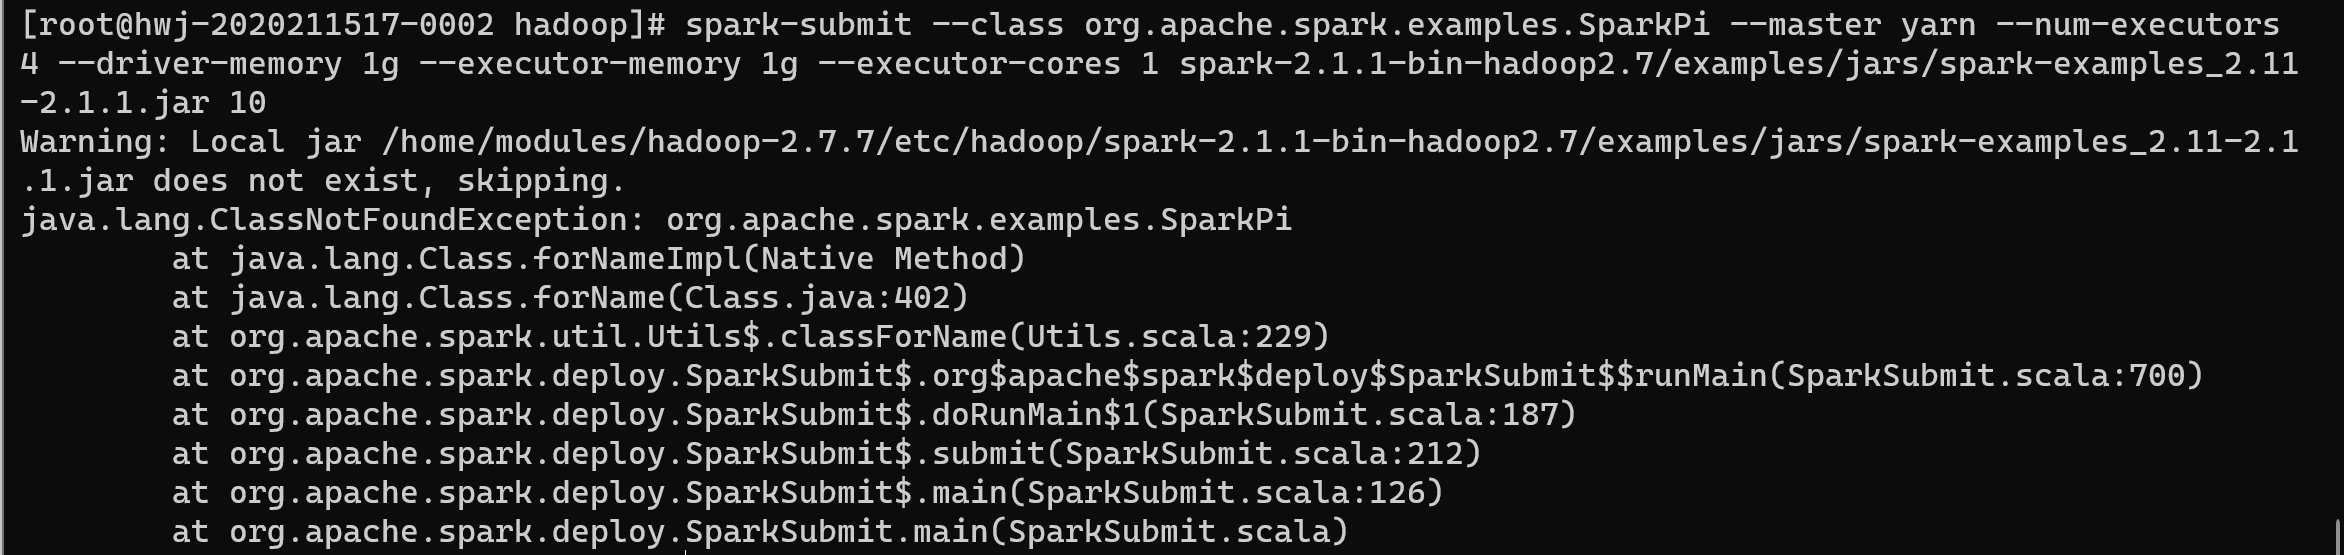 [root@hwj-2020211517-0002 hadoop]# spark-submit --class org.apache.spark.examples.SparkPi --master yarn --num-executors
4 --driver-memory 1g --executor-memory 1g --executor-cores 1 spark-2.1.1-bin-hadoop2.7/examples/jars/spark-examples_2.11
-2.1.1.jar 10
Warning: Local jar /home/modules/hadoop-2.7.7/etc/hadoop/spark-2.1.1-bin-hadoop2.7/examples/jars/spark-examples_2.11-2.1
.1.jar does not exist, skipping.
java.lang.ClassNotFoundException: org.apache.spark.examples.SparkPi
        at java.lang.Class.forNameImpl(Native Method)
        at java.lang.Class.forName(Class.java:402)
        at org.apache.spark.util.Utils$.classForName(Utils.scala:229)
        at org.apache.spark.deploy.SparkSubmit$.org$apache$spark$deploy$SparkSubmit$$runMain(SparkSubmit.scala:700)
        at org.apache.spark.deploy.SparkSubmit$.doRunMain$1(SparkSubmit.scala:187)
        at org.apache.spark.deploy.SparkSubmit$.submit(SparkSubmit.scala:212)
        at org.apache.spark.deploy.SparkSubmit$.main(SparkSubmit.scala:126)
        at org.apache.spark.deploy.SparkSubmit.main(SparkSubmit.scala)